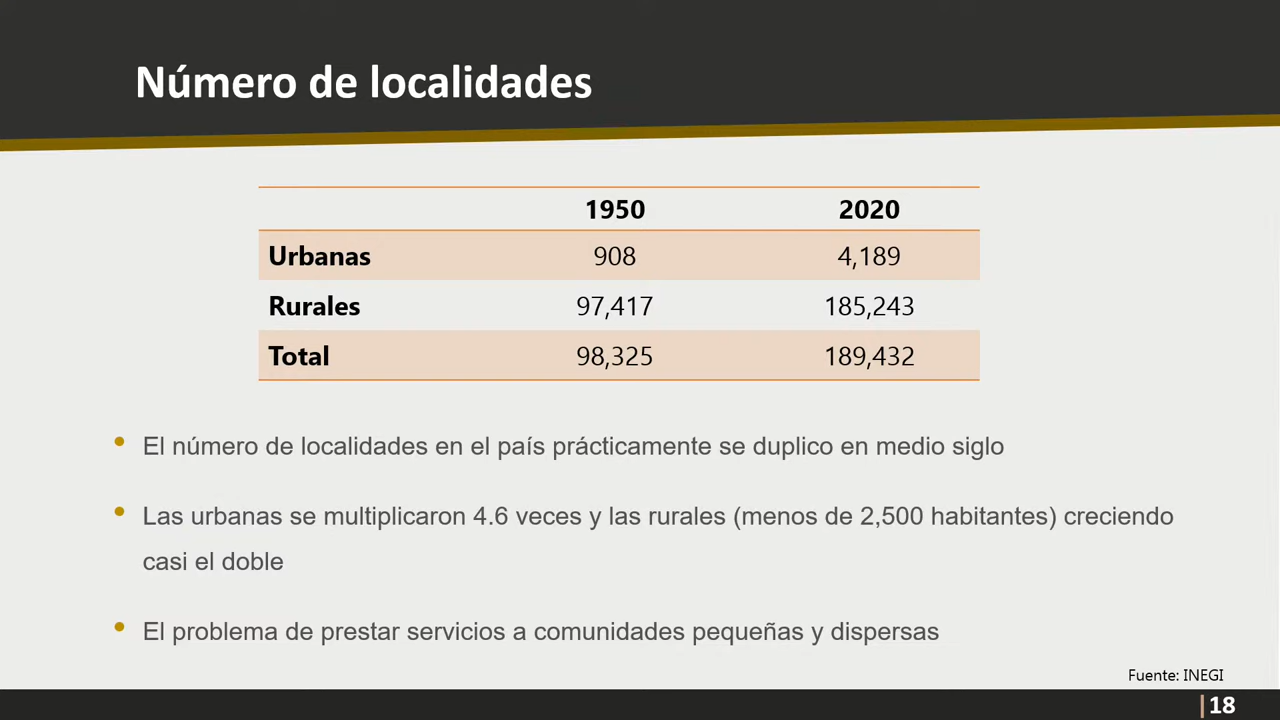 Número de localidades
1950 2020
Urbanas 908 4,189
Rurales 97,417 185,243
Total 98,325 189,432
• El número de localidades en el país prácticamente se duplico en medio siglo
• Las urbanas se multiplicaron 4.6 veces y las rurales (menos de 2,500 habitantes) creciendo
casi el doble
• El problema de prestar servicios a comunidades pequeñas y dispersas
Fuente: INEGI
|18